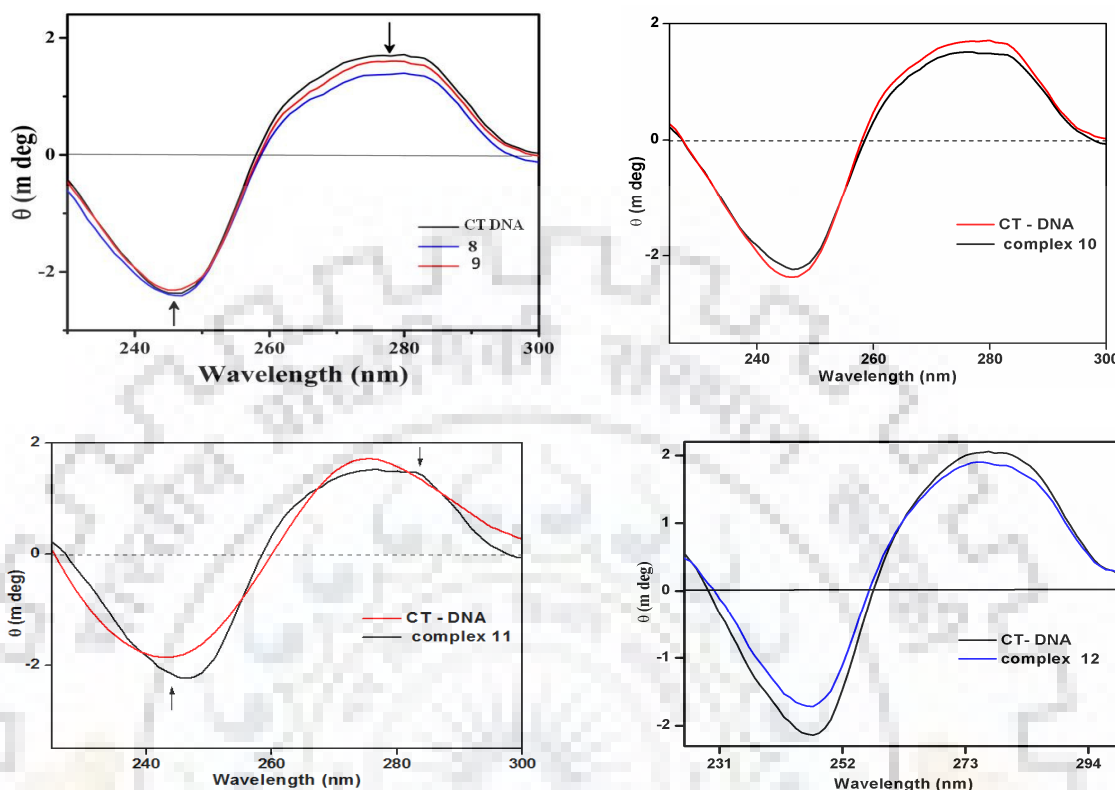 2
0
-2
θ (m deg)
CT DNA
8
9
240
260
280
300
Wavelength (nm)
2
0
-2
θ (m deg)
CT - DNA
complex 10
240
260
280
300
Wavelength (nm)
2
0
-2
θ (m deg)
CT - DNA
complex 11
240
260
280
300
Wavelength (nm)
2
1
0
-1
-2
θ (m deg)
CT- DNA
complex 12
231
252
273
294
Wavelength (nm)